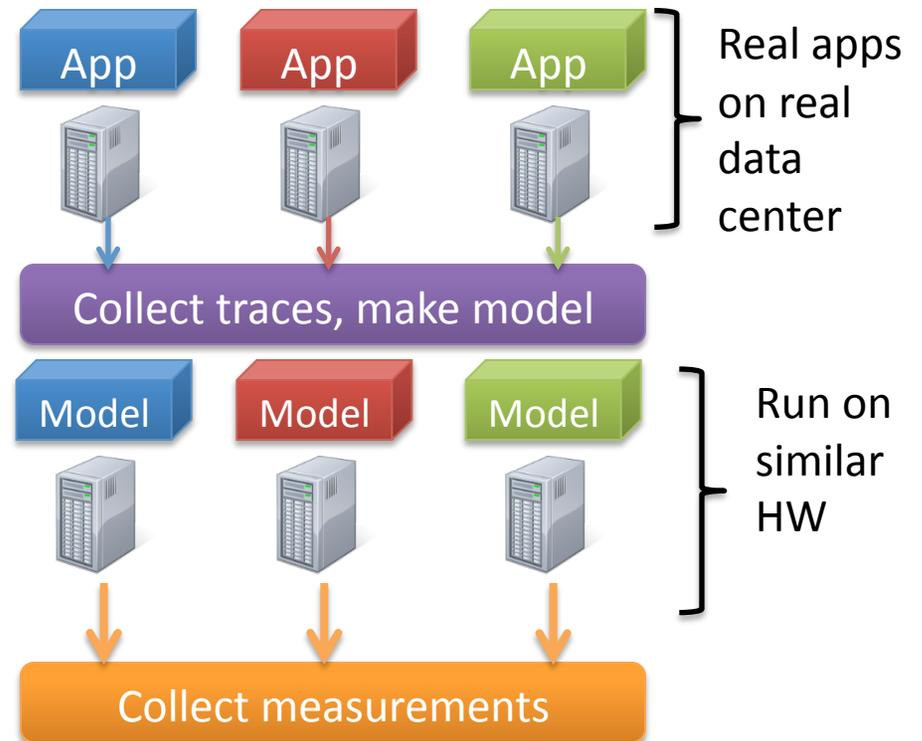 App
App
App
Real apps
on real
data
center
Collect traces, make model
Model
Model
Model
Run on
similar
HW
Collect measurements